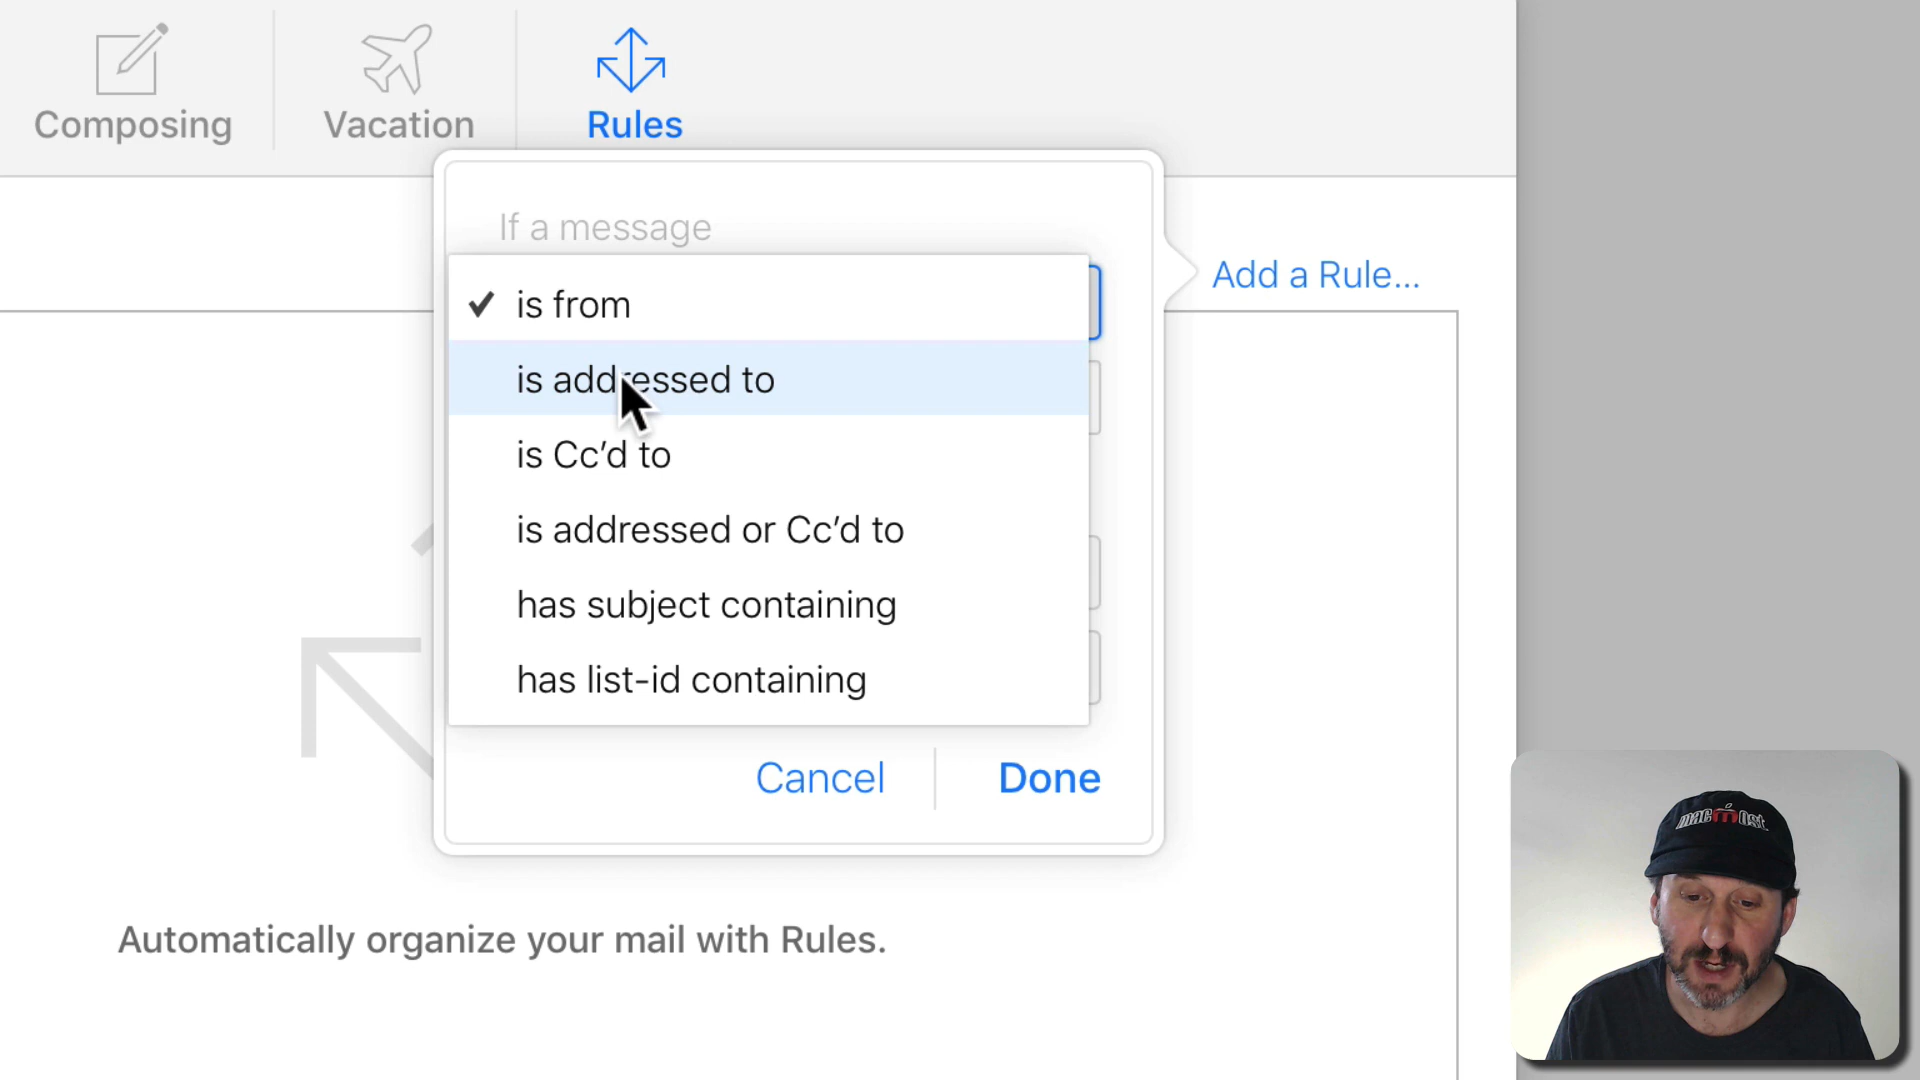 Composing
Vacation
Rules
If a message
Add a Rule...
✓ is from
is addressed to
is Cc'd to
is addressed or Cc'd to
has subject containing
has list-id containing
Cancel
Done
Automatically organize your mail with Rules.
macmost